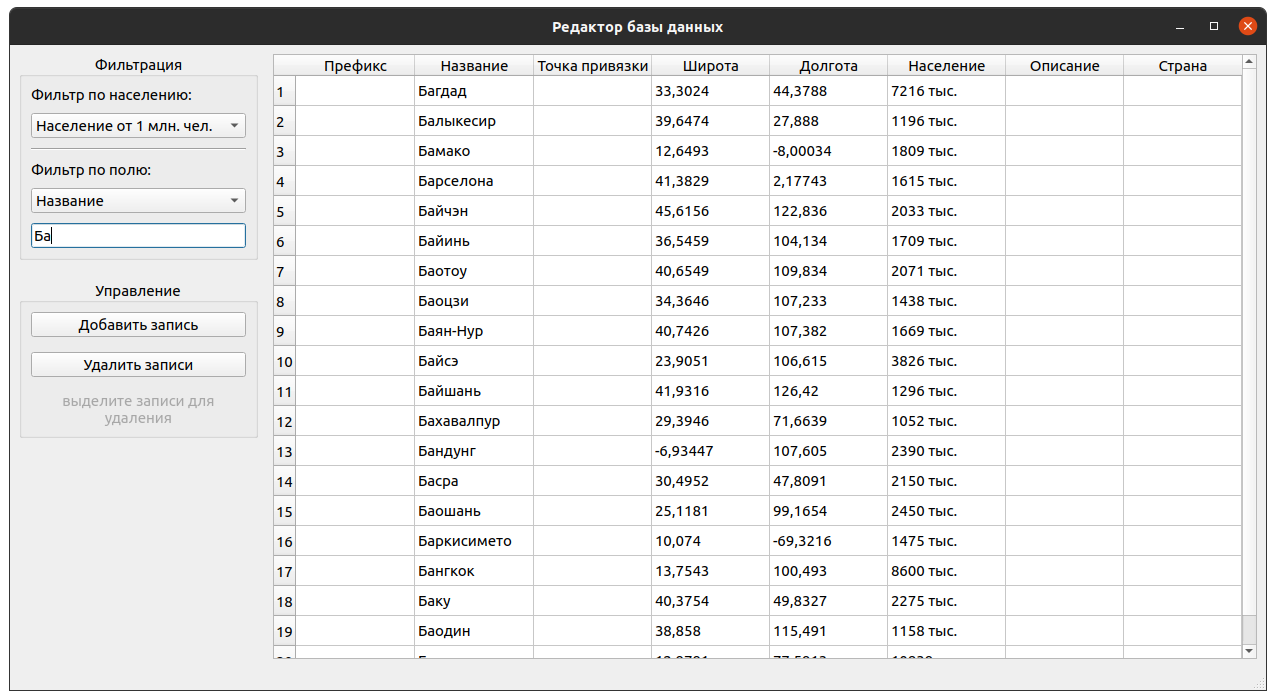 Редактор базы данных
Фильтрация
Фильтр по населению:
Население от 1 млн. чел.
Фильтр по полю:
Название
Ба
Управление
Добавить запись
Удалить записи
выделите записи для
удаления
Префикс Название Точка привязки Широта Долгота Население Описание Страна
1 Багдад 33,3024 44,3788 7216 тыс.
2 Балыкесир 39,6474 27,888 1196 тыс.
3 Бамако 12,6493 -8,00034 1809 тыс.
4 Барселона 41,3829 2,17743 1615 тыс.
5 Байчэн 45,6156 122,836 2033 тыс.
6 Байинь 36,5459 104,134 1709 тыс.
7 Баотоу 40,6549 109,834 2071 тыс.
8 Баоцзи 34,3646 107,233 1438 тыс.
9 Баян-Нур 40,7426 107,382 1669 тыс.
10 Байсэ 23,9051 106,615 3826 тыс.
11 Байшань 41,9316 126,42 1296 тыс.
12 Бахавалпур 29,3946 71,6639 1052 тыс.
13 Бандунг -6,93447 107,605 2390 тыс.
14 Басра 30,4952 47,8091 2150 тыс.
15 Баошань 25,1181 99,1654 2450 тыс.
16 Баркисимето 10,074 -69,3216 1475 тыс.
17 Бангкок 13,7543 100,493 8600 тыс.
18 Баку 40,3754 49,8327 2275 тыс.
19 Баодин 38,858 115,491 1158 тыс.